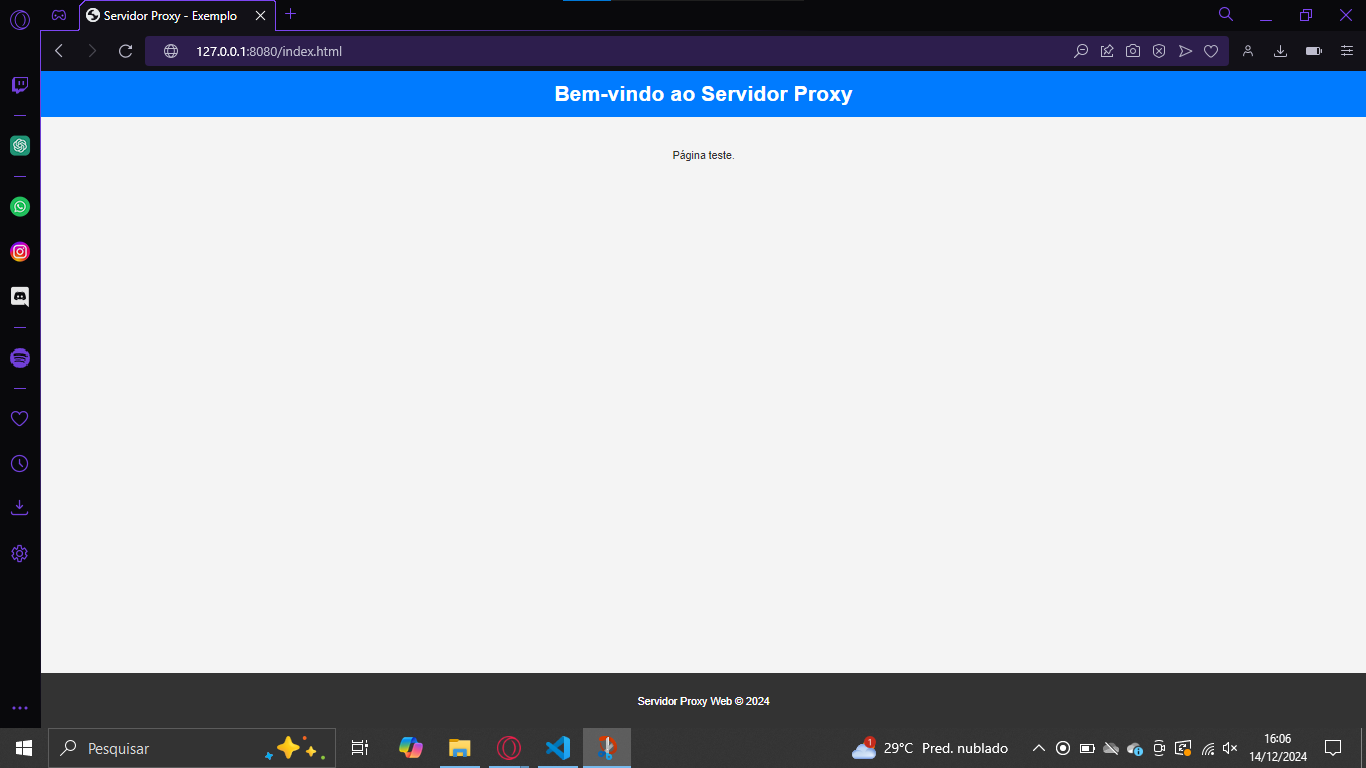 Servidor Proxy - Exemplo
127.0.0.1:8080/index.html
Bem-vindo ao Servidor Proxy
Página teste.
Servidor Proxy Web © 2024
Pesquisar
1
29°C Pred. nublado
16:06
14/12/2024